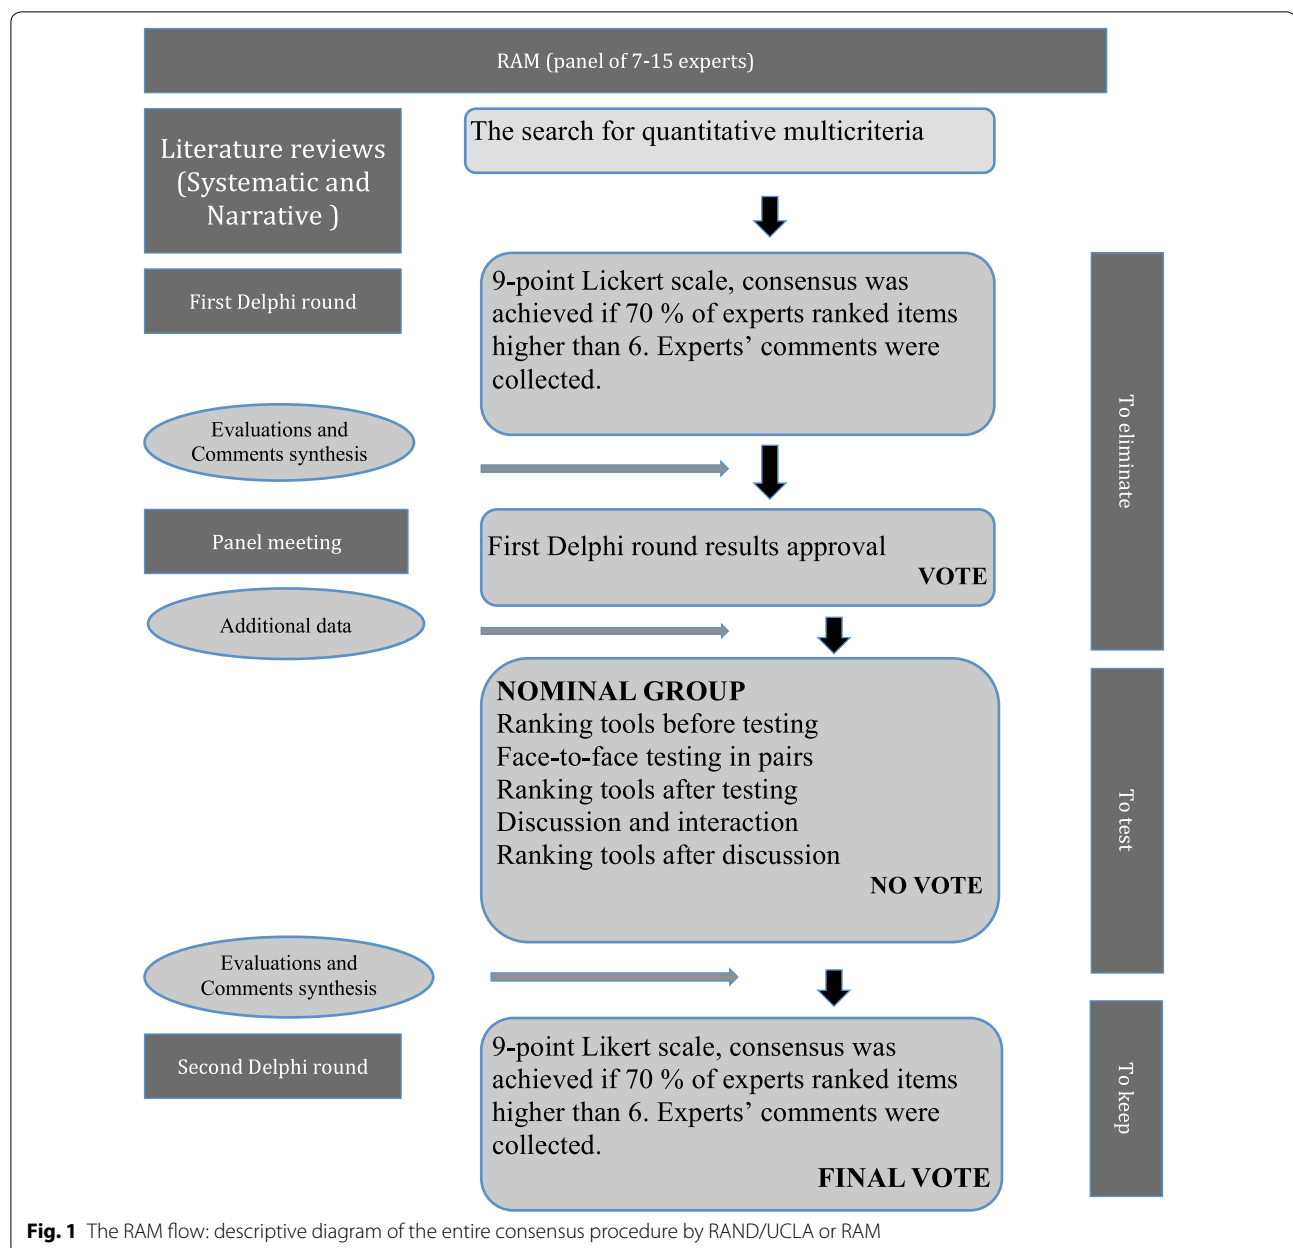 RAM (panel of 7-15 experts)
Literature reviews
(Systematic and
Narrative )
The search for quantitative multicriteria
First Delphi round
9-point Lickert scale, consensus was
achieved if 70 % of experts ranked items
higher than 6. Experts’ comments were
collected.
To eliminate
Evaluations and
Comments synthesis
Panel meeting
First Delphi round results approval
VOTE
Additional data
NOMINAL GROUP
Ranking tools before testing
Face-to-face testing in pairs
Ranking tools after testing
Discussion and interaction
Ranking tools after discussion
NO VOTE
To test
Evaluations and
Comments synthesis
Second Delphi round
9-point Likert scale, consensus was
achieved if 70 % of experts ranked items
higher than 6. Experts’ comments were
collected.
FINAL VOTE
To keep
Fig. 1 The RAM flow: descriptive diagram of the entire consensus procedure by RAND/UCLA or RAM